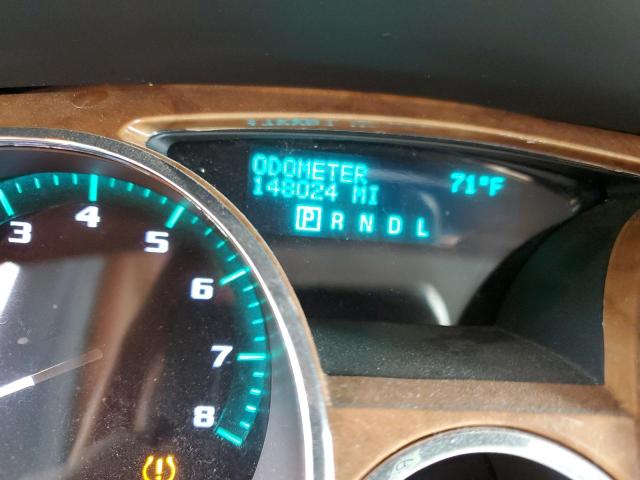 ODOMETER
148024 MI 71°F
P R N D L
3 4 5 6 7 8